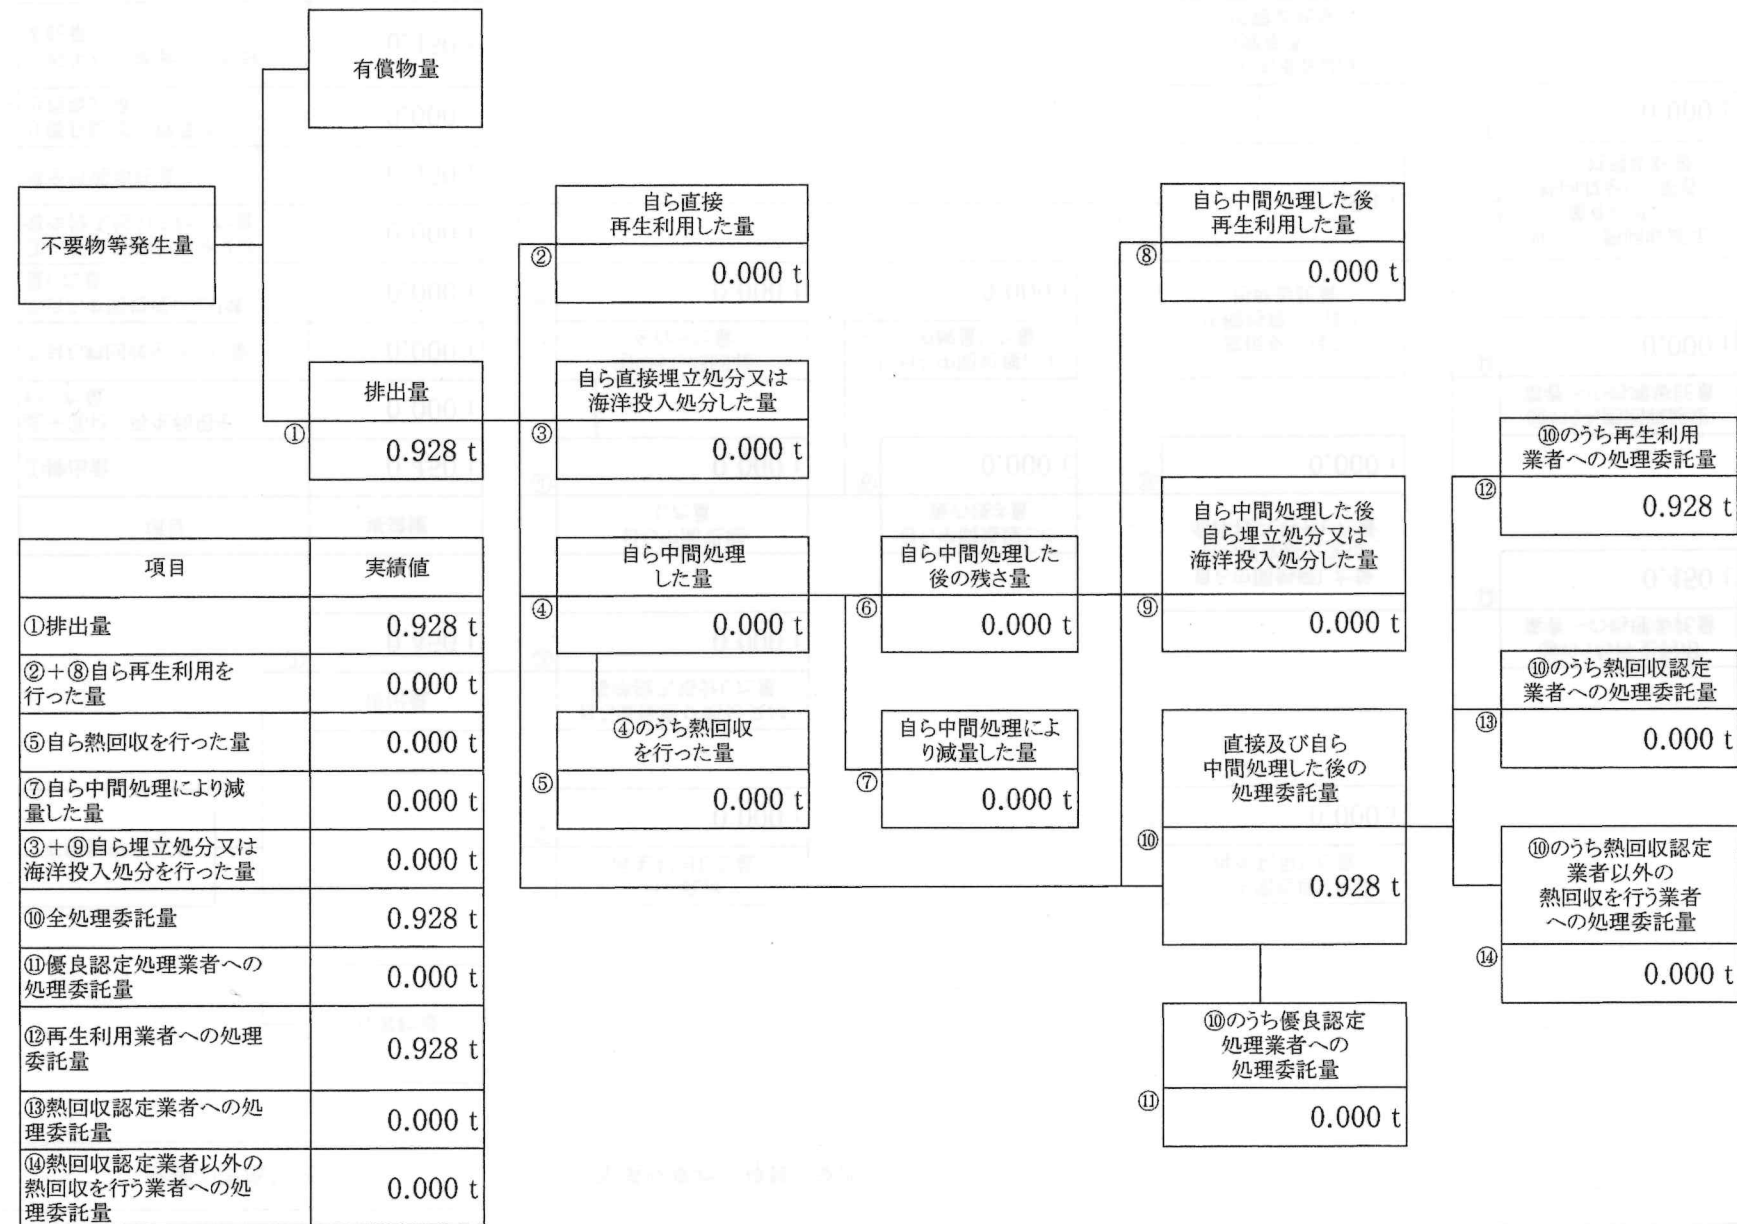 有償物量
不要物等発生量
排出量
①
0.928 t
自ら直接
再生利用した量
②
0.000 t
自ら直接埋立処分又は
海洋投入処分した量
③
0.000 t
自ら中間処理
した量
④
0.000 t
④のうち熱回収
を行った量
⑤
0.000 t
自ら中間処理した
後の残さ量
⑥
0.000 t
自ら中間処理によ
り減量した量
⑦
0.000 t
自ら中間処理した後
再生利用した量
⑧
0.000 t
自ら中間処理した後
自ら埋立処分又は
海洋投入処分した量
⑨
0.000 t
直接及び自ら
中間処理した後の
処理委託量
⑩
0.928 t
⑩のうち優良認定
処理業者への
処理委託量
⑪
0.000 t
⑩のうち再生利用
業者への処理委託量
⑫
0.928 t
⑩のうち熱回収認定
業者への処理委託量
⑬
0.000 t
⑩のうち熱回収認定
業者以外の
熱回収を行う業者
への処理委託量
⑭
0.000 t
項目 実績値
①排出量 0.928 t
②+⑧自ら再生利用を
行った量 0.000 t
⑤自ら熱回収を行った量 0.000 t
⑦自ら中間処理により減
量した量 0.000 t
③+⑨自ら埋立処分又は
海洋投入処分を行った量 0.000 t
⑩全処理委託量 0.928 t
⑪優良認定処理業者への
処理委託量 0.000 t
⑫再生利用業者への処理
委託量 0.928 t
⑬熱回収認定業者への処
理委託量 0.000 t
⑭熱回収認定業者以外の
熱回収を行う業者への処
理委託量 0.000 t